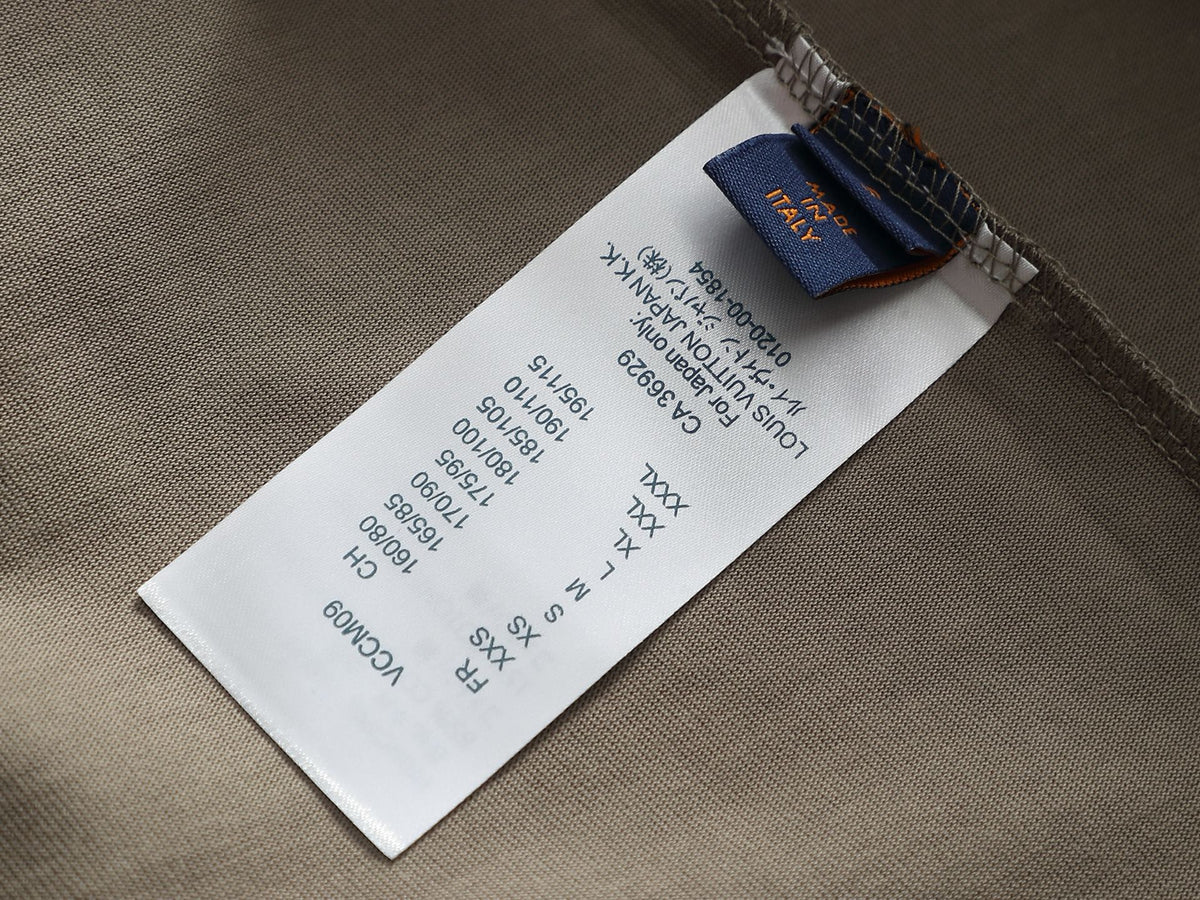 MADE
IN
ITALY
VCCM09
FR CH
XXS 160/80
XS 165/85
S 170/90
M 175/95
L 180/100
XL 185/105
XXL 190/110
XXXL 195/115
CA 36929
For Japan only:
LOUIS VUITTON JAPAN K.K.
ルイ・ヴィトン ジャパン(株)
0120-00-1854